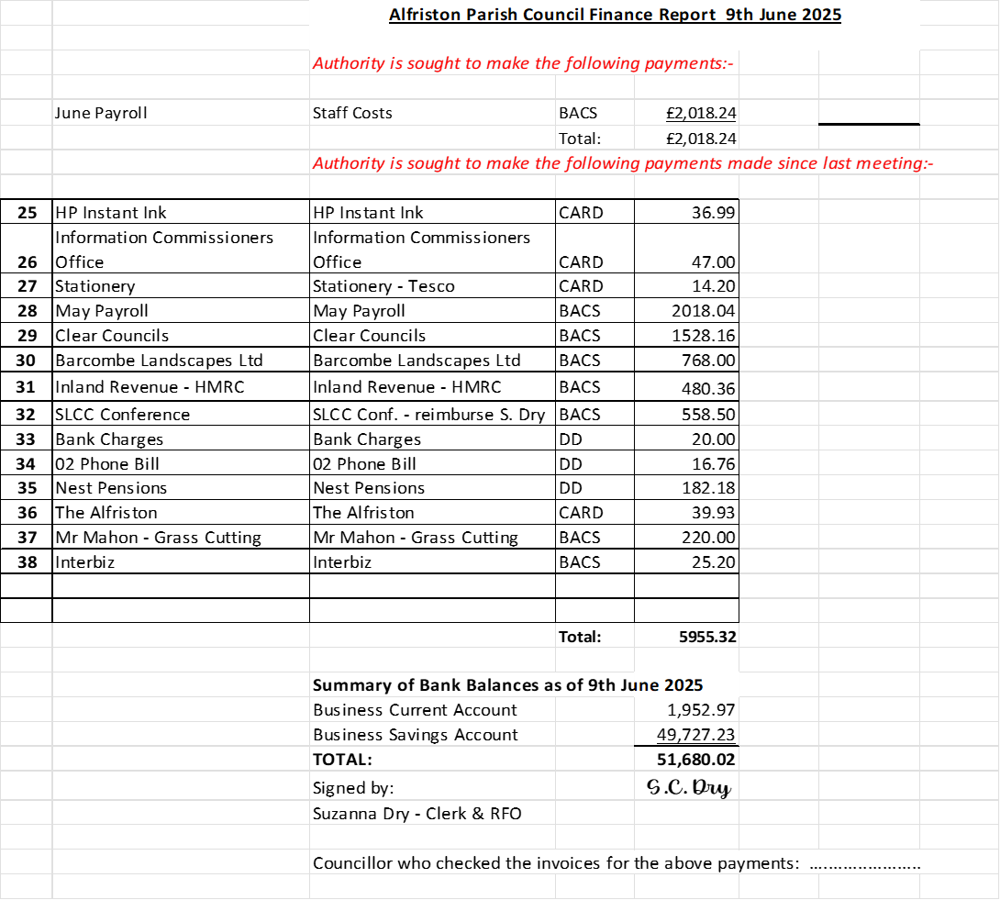 Alfriston Parish Council Finance Report 9th June 2025
Authority is sought to make the following payments:-
June Payroll Staff Costs BACS £2,018.24
Total: £2,018.24
Authority is sought to make the following payments made since last meeting:-
25 HP Instant Ink HP Instant Ink CARD 36.99
Information Commissioners Information Commissioners
26 Office Office CARD 47.00
27 Stationery Stationery - Tesco CARD 14.20
28 May Payroll May Payroll BACS 2018.04
29 Clear Councils Clear Councils BACS 1528.16
30 Barcombe Landscapes Ltd Barcombe Landscapes Ltd BACS 768.00
31 Inland Revenue - HMRC Inland Revenue - HMRC BACS 480.36
32 SLCC Conference SLCC Conf. - reimburse S. Dry BACS 558.50
33 Bank Charges Bank Charges DD 20.00
34 02 Phone Bill 02 Phone Bill DD 16.76
35 Nest Pensions Nest Pensions DD 182.18
36 The Alfriston The Alfriston CARD 39.93
37 Mr Mahon - Grass Cutting Mr Mahon - Grass Cutting BACS 220.00
38 Interbiz Interbiz BACS 25.20
Total: 5955.32
Summary of Bank Balances as of 9th June 2025
Business Current Account 1,952.97
Business Savings Account 49,727.23
TOTAL: 51,680.02
Signed by: S.C. Dry
Suzanna Dry - Clerk & RFO
Councillor who checked the invoices for the above payments: ........................